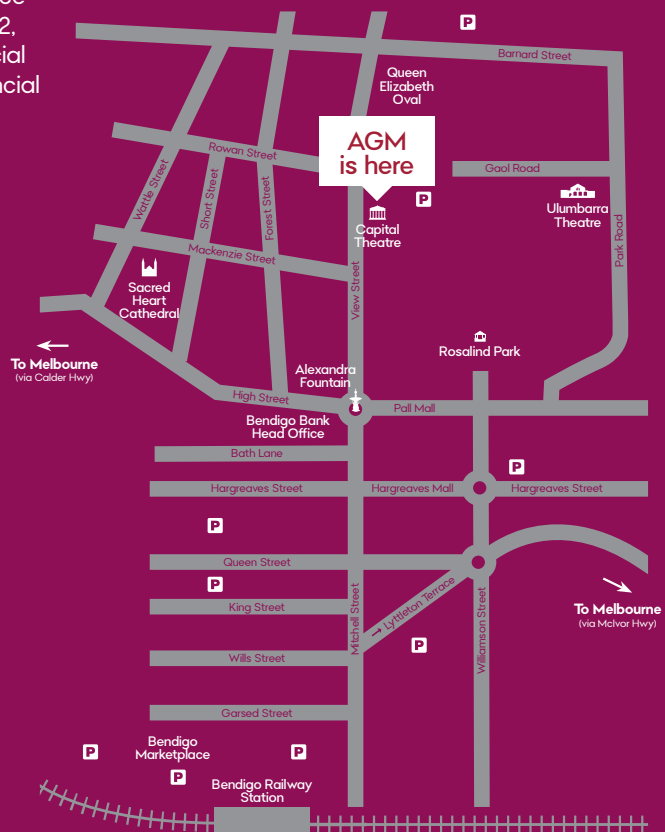 2,
cial
ncial
P
Barnard Street
Queen
Elizabeth
Oval
AGM
is here
Rowan Street
Gaol Road
Wattle Street
Short Street
Forest Street
P
Capital
Theatre
Ulumbarra
Theatre
Park Road
Mackenzie Street
View Street
Sacred
Heart
Cathedral
To Melbourne
(via Calder Hwy)
Rosalind Park
Alexandra
Fountain
High Street
Pall Mall
Bendigo Bank
Head Office
Bath Lane
P
Hargreaves Street
Hargreaves Mall
Hargreaves Street
P
Queen Street
P
King Street
Mitchell Street
→ Lyttleton Terrace
Williamson Street
To Melbourne
(via McIvor Hwy)
P
Wills Street
Garsed Street
P
Bendigo
Marketplace
P
P
Bendigo Railway
Station